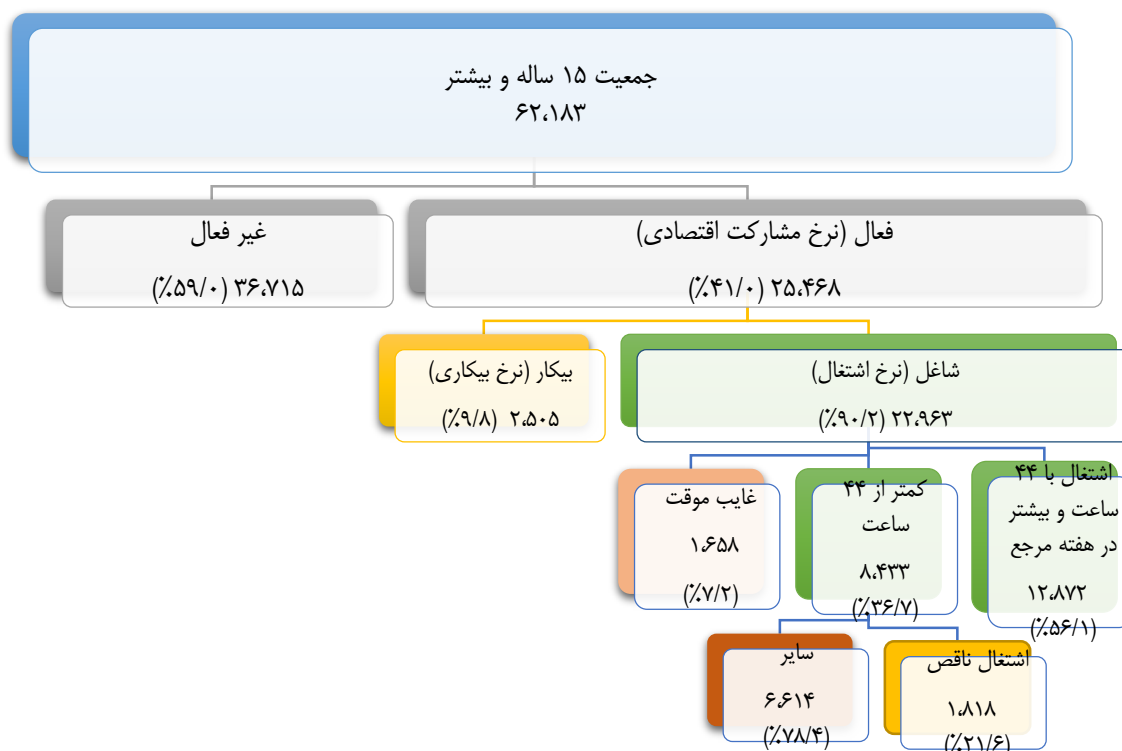 جمعیت ۱۵ ساله و بیشتر
۶۲،۱۸۳
فعال (نرخ مشارکت اقتصادی)
۲۵،۴۶۸ (٪۴۱/۰)
غیر فعال
۳۶،۷۱۵ (٪۵۹/۰)
شاغل (نرخ اشتغال)
۲۲،۹۶۳ (٪۹۰/۲)
بیکار (نرخ بیکاری)
۲،۵۰۵ (٪۹/۸)
اشتغال با ۴۴
ساعت و بیشتر
در هفته مرجع
۱۲،۸۷۲
(٪۵۶/۱)
کمتر از ۴۴
ساعت
۸،۴۳۳
(٪۳۶/۷)
غایب موقت
۱،۶۵۸
(٪۷/۲)
اشتغال ناقص
۱،۸۱۸
(٪۲۱/۶)
سایر
۶،۶۱۴
(٪۷۸/۴)